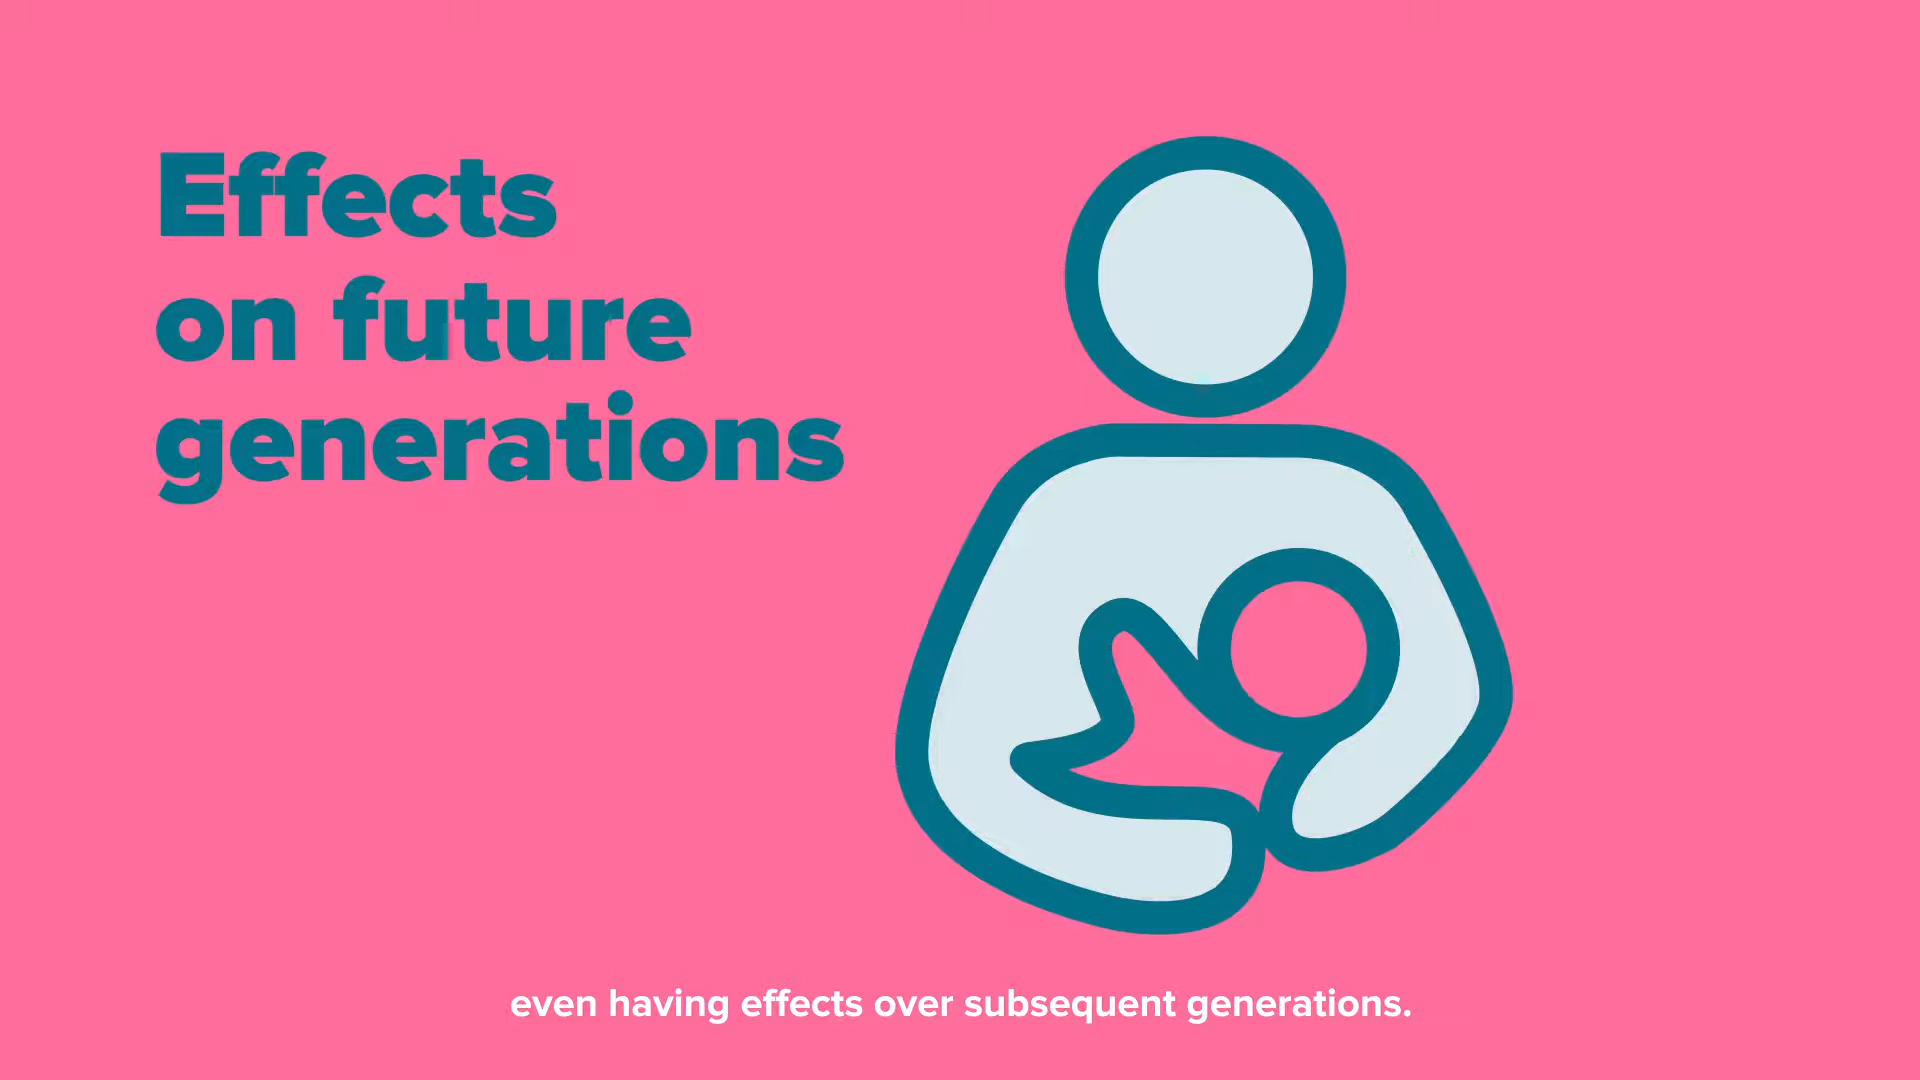 Effects
on future
generations
even having effects over subsequent generations.